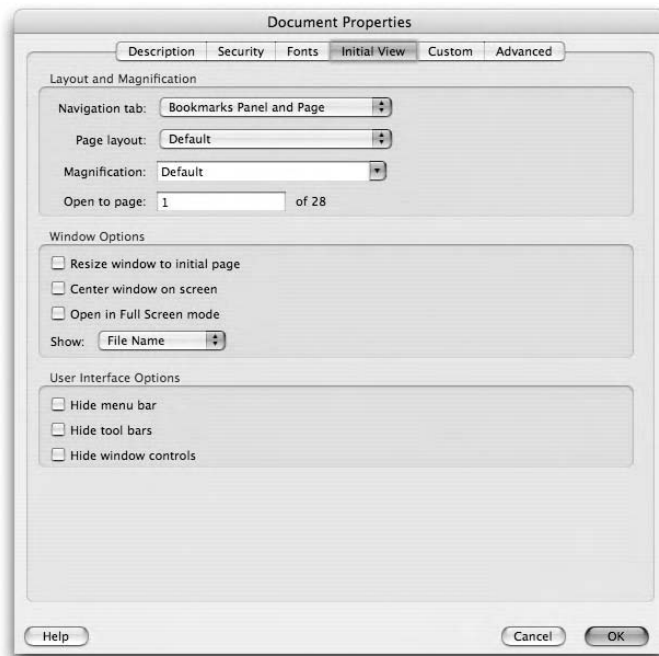 Document Properties
Description Security Fonts Initial View Custom Advanced
Layout and Magnification
Navigation tab: Bookmarks Panel and Page
Page layout: Default
Magnification: Default
Open to page: 1 of 28
Window Options
Resize window to initial page
Center window on screen
Open in Full Screen mode
Show: File Name
User Interface Options
Hide menu bar
Hide tool bars
Hide window controls
Help Cancel OK